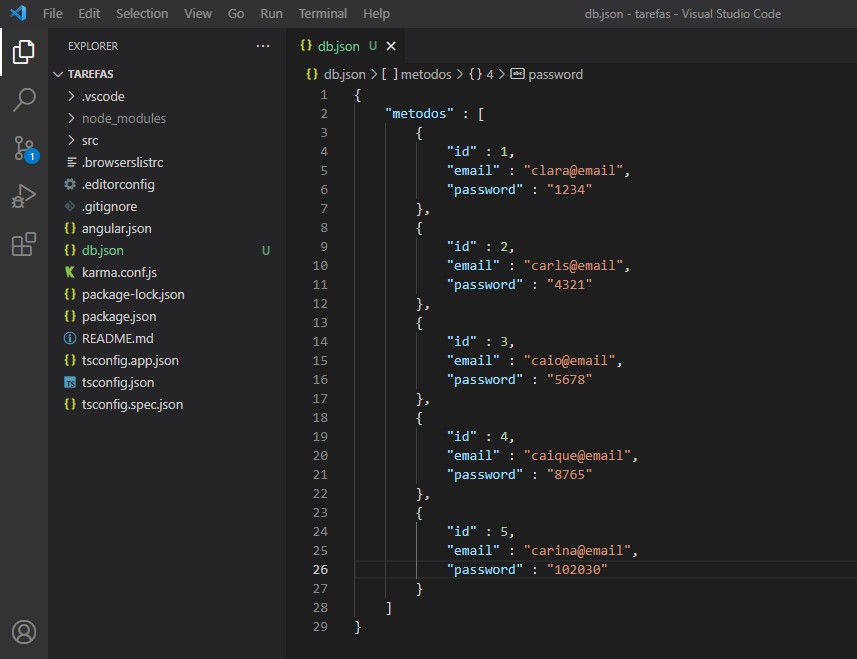 File Edit Selection View Go Run Terminal Help db.json - tarefas - Visual Studio Code
EXPLORER ...
TAREFAS
.vscode
node_modules
src
.browserslistrc
.editorconfig
.gitignore
{} angular.json
{} db.json U
karma.conf.js
{} package-lock.json
{} package.json
README.md
{} tsconfig.app.json
TS tsconfig.json
{} tsconfig.spec.json
1
{} db.json U ×
{} db.json > [ ] metodos > {} 4 > abc password
1 {
2 "metodos" : [
3 {
4 "id" : 1,
5 "email" : "clara@email",
6 "password" : "1234"
7 },
8 {
9 "id" : 2,
10 "email" : "carls@email",
11 "password" : "4321"
12 },
13 {
14 "id" : 3,
15 "email" : "caio@email",
16 "password" : "5678"
17 },
18 {
19 "id" : 4,
20 "email" : "caique@email",
21 "password" : "8765"
22 },
23 {
24 "id" : 5,
25 "email" : "carina@email",
26 "password" : "102030"
27 }
28 ]
29 }